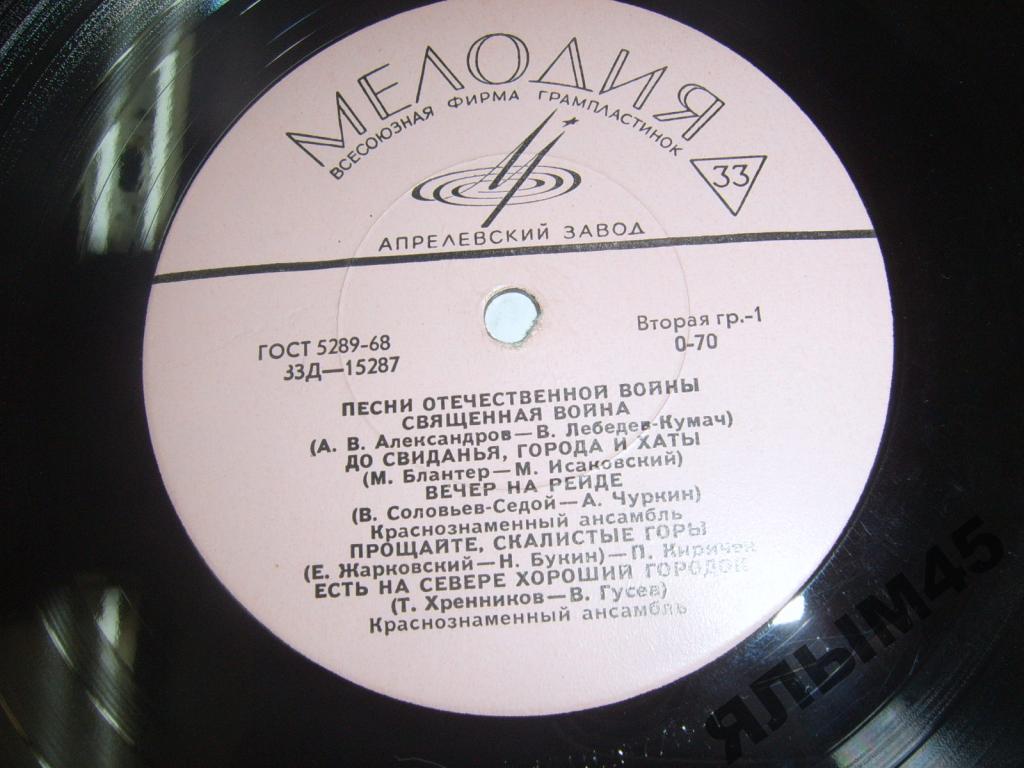 МЕЛОДИЯ
ВСЕСОЮЗНАЯ ФИРМА ГРАМПЛАСТИНОК
33
АПРЕЛЕВСКИЙ ЗАВОД
ГОСТ 5289-68
33Д—15287
Вторая гр.-1
0-70
ПЕСНИ ОТЕЧЕСТВЕННОЙ ВОЙНЫ
СВЯЩЕННАЯ ВОЙНА
(А. В. Александров—В. Лебедев-Кумач)
ДО СВИДАНЬЯ, ГОРОДА И ХАТЫ
(М. Блантер—М. Исаковский)
ВЕЧЕР НА РЕЙДЕ
(В. Соловьев-Седой—А. Чуркин)
Краснознаменный ансамбль
ПРОЩАЙТЕ, СКАЛИСТЫЕ ГОРЫ
(Е. Жарковский—Н. Букин)—П. Киричек
ЕСТЬ НА СЕВЕРЕ ХОРОШИЙ ГОРОДОК
(Т. Хренников—В. Гусев)
Краснознаменный ансамбль
ЯЛЫМ45